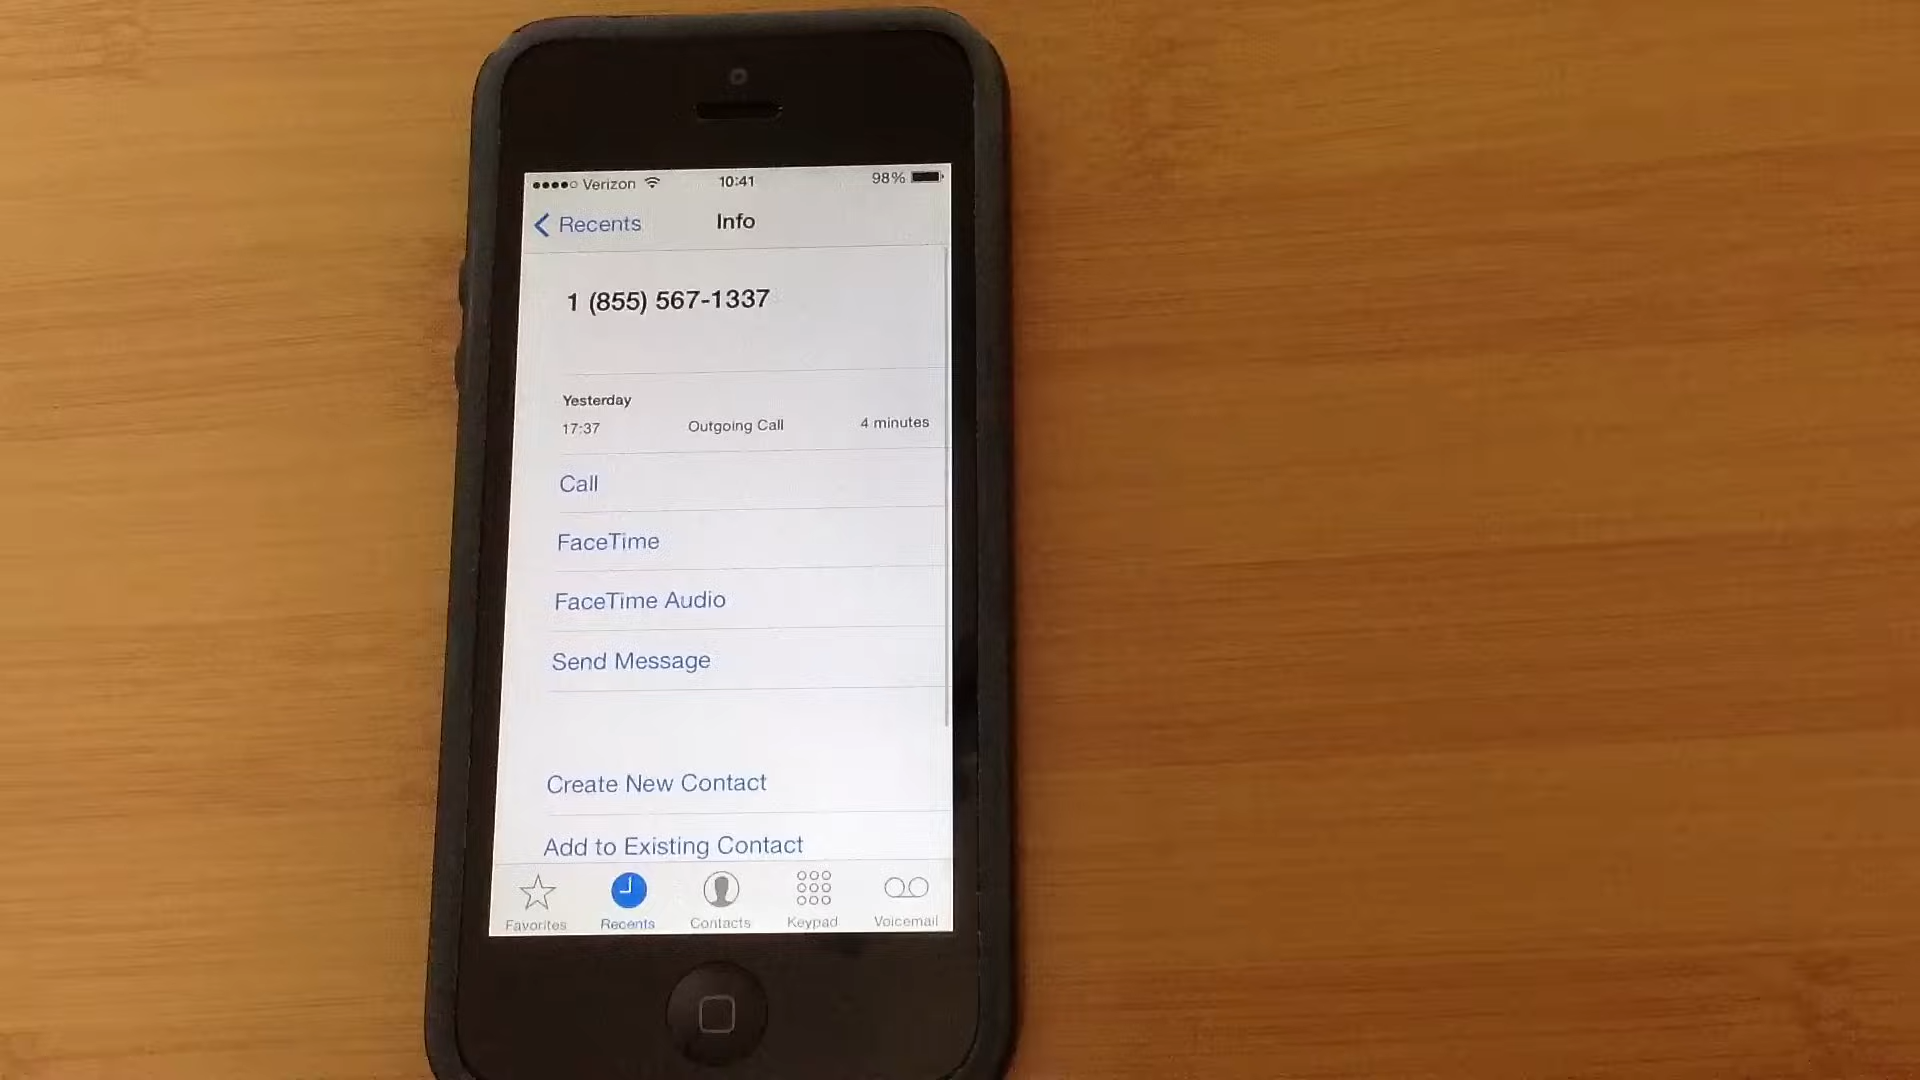 Verizon 10:41 98%
Recents Info
1 (855) 567-1337
Yesterday
17:37 Outgoing Call 4 minutes
Call
FaceTime
FaceTime Audio
Send Message
Create New Contact
Add to Existing Contact
Favorites Recents Contacts Keypad Voicemail